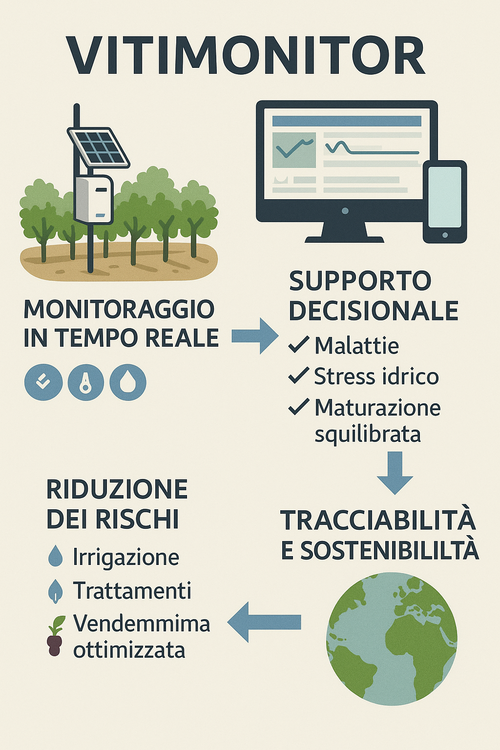 VITIMONITOR
MONITORAGGIO
IN TEMPO REALE
SUPPORTO
DECISIONALE
Malattie
Stress idrico
Maturazione
squilibrata
TRACCIABILITÀ
E SOSTENIBILILTÀ
RIDUZIONE
DEI RISCHI
Irrigazione
Trattamenti
Vendemmima
ottimizzata